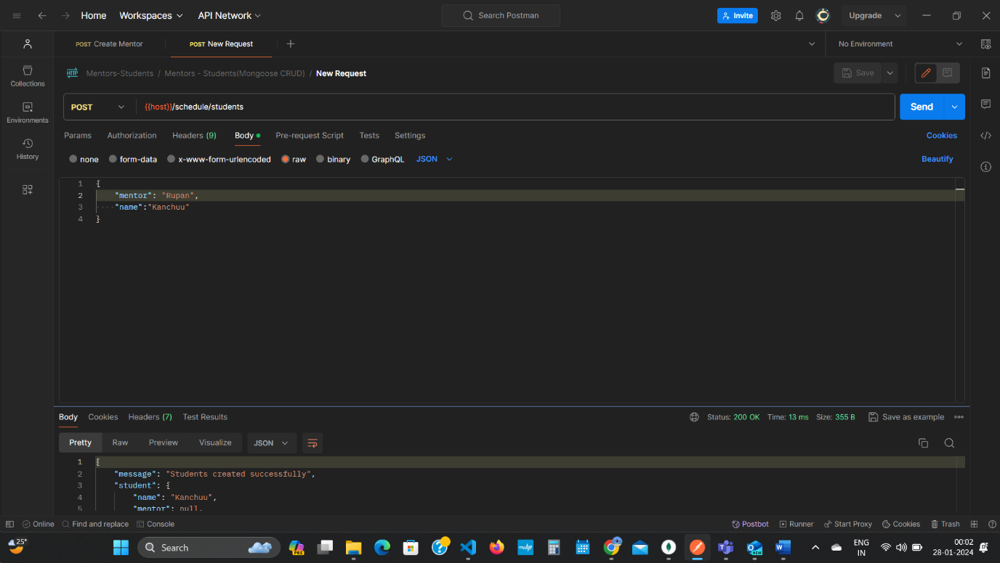 Home Workspaces API Network Search Postman Invite Upgrade
POST Create Mentor POST New Request No Environment
Mentors-Students / Mentors - Students(Mongoose CRUD) / New Request Save
Collections
Environments
History
POST {{host}}/schedule/students Send
Params Authorization Headers (9) Body Pre-request Script Tests Settings Cookies
none form-data x-www-form-urlencoded raw binary GraphQL JSON Beautify
1 {
2 "mentor": "Rupan",
3 "name":"Kanchuu"
4 }
Body Cookies Headers (7) Test Results Status: 200 OK Time: 13 ms Size: 355 B Save as example
Pretty Raw Preview Visualize JSON
1 {
2 "message": "Students created successfully",
3 "student": {
4 "name": "Kanchuu",
5 "mentor": null,
Online Find and replace Console Postbot Runner Start Proxy Cookies Trash
25° Search PRE myhp NEW ENG 00:02
IN 28-01-2024